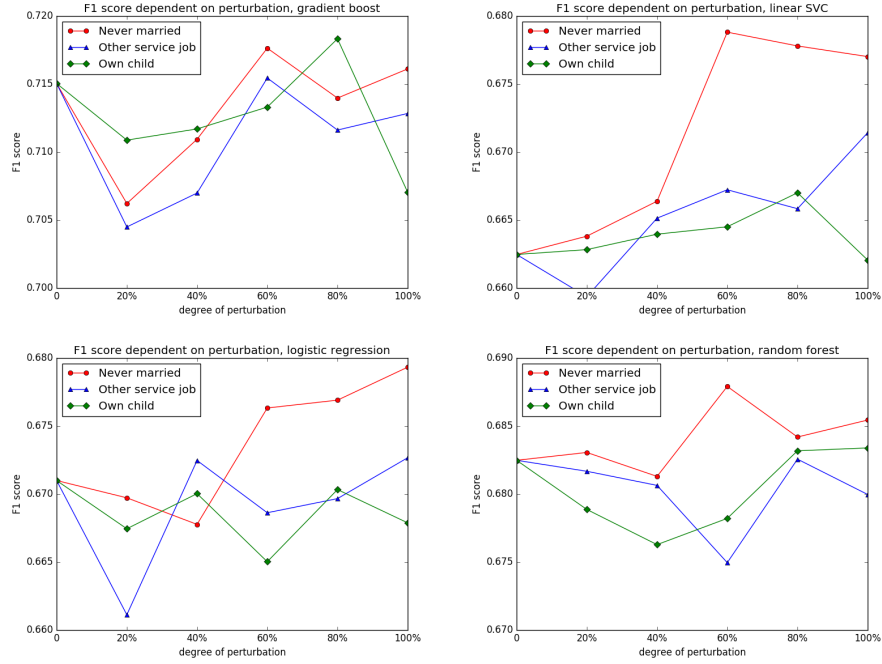 F1 score dependent on perturbation, gradient boost
0.720
0.715
0.710
0.705
0.700
F1 score
Never married
Other service job
Own child
0 20% 40% 60% 80% 100%
degree of perturbation
F1 score dependent on perturbation, linear SVC
0.680
0.675
0.670
0.665
0.660
F1 score
Never married
Other service job
Own child
0 20% 40% 60% 80% 100%
degree of perturbation
F1 score dependent on perturbation, logistic regression
0.680
0.675
0.670
0.665
0.660
F1 score
Never married
Other service job
Own child
0 20% 40% 60% 80% 100%
degree of perturbation
F1 score dependent on perturbation, random forest
0.690
0.685
0.680
0.675
0.670
F1 score
Never married
Other service job
Own child
0 20% 40% 60% 80% 100%
degree of perturbation